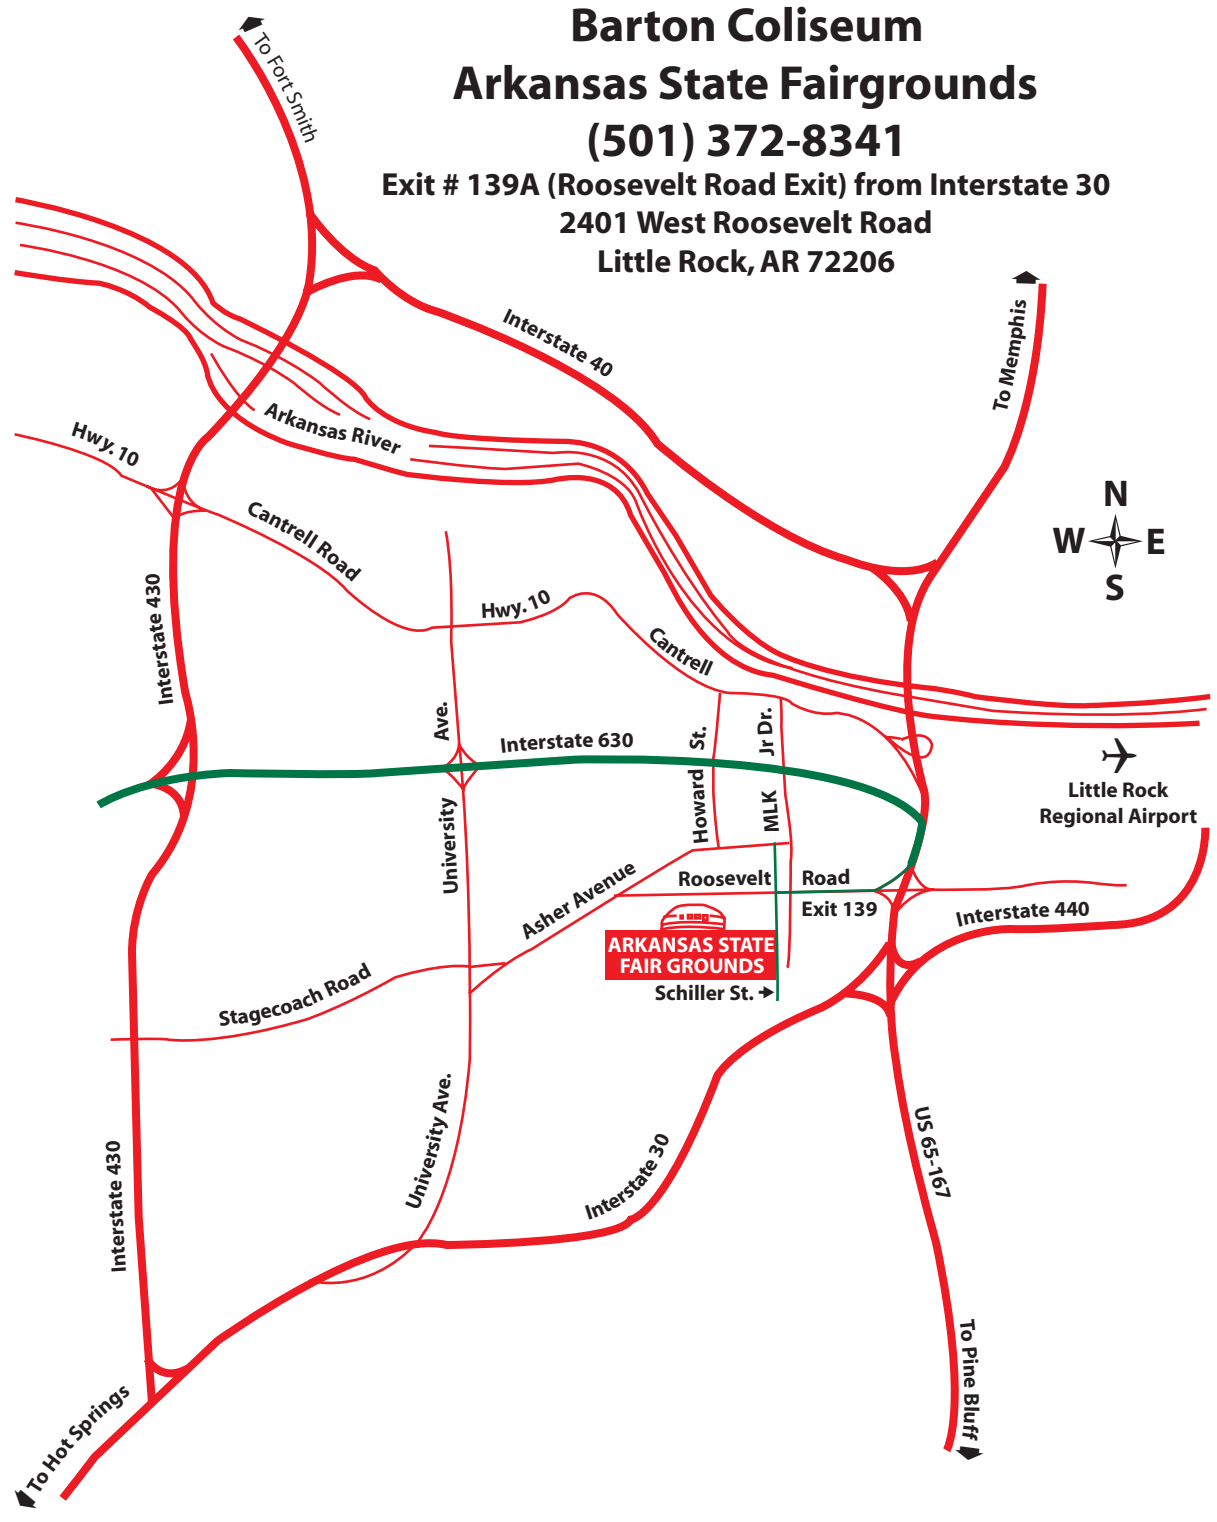 Barton Coliseum
Arkansas State Fairgrounds
(501) 372-8341
Exit # 139A (Roosevelt Road Exit) from Interstate 30
2401 West Roosevelt Road
Little Rock, AR 72206
To Fort Smith
Interstate 40
To Memphis
Arkansas River
Hwy. 10
Cantrell Road
N
W E
S
Interstate 430
Hwy. 10
Cantrell
Ave.
Interstate 630
St.
Jr Dr.
Little Rock
Regional Airport
University
Howard
MLK
Asher Avenue
Roosevelt Road
Exit 139
Interstate 440
ARKANSAS STATE
FAIR GROUNDS
Schiller St.
Stagecoach Road
University Ave.
Interstate 30
US 65-167
Interstate 430
To Pine Bluff
To Hot Springs